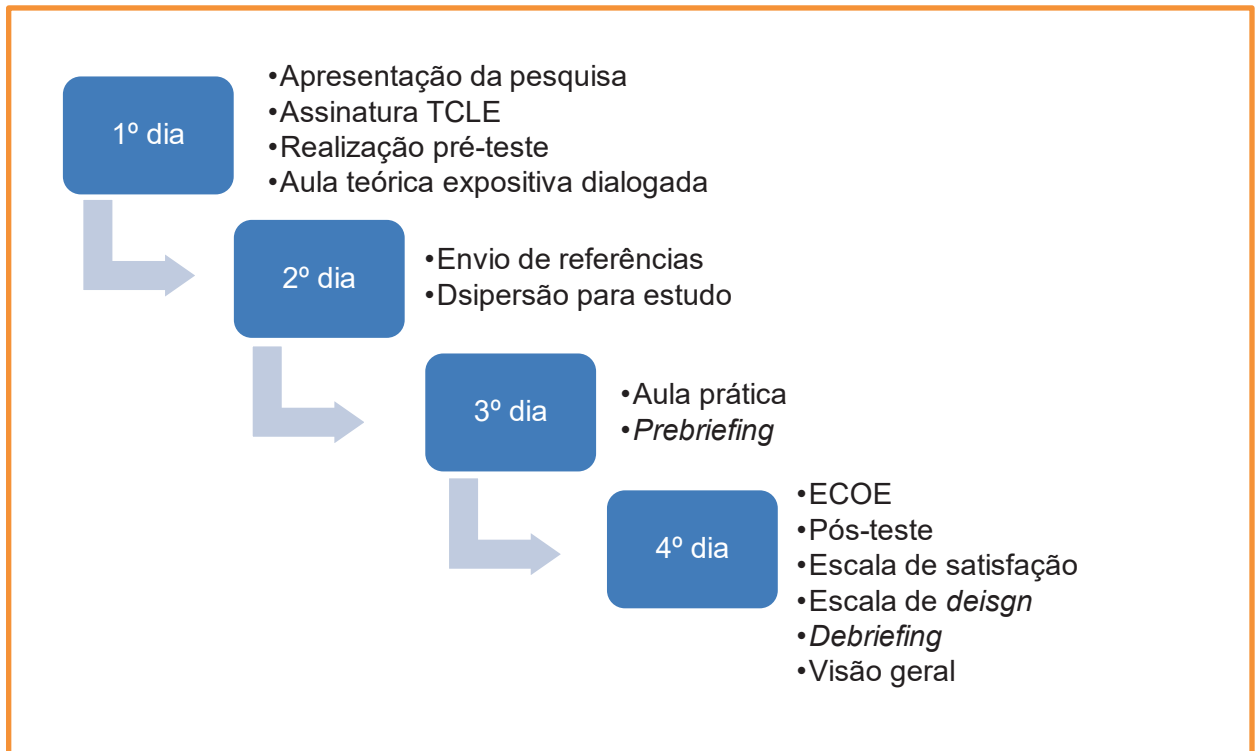 1º dia
•Apresentação da pesquisa
•Assinatura TCLE
•Realização pré-teste
•Aula teórica expositiva dialogada
2º dia
•Envio de referências
•Dsipersão para estudo
3º dia
•Aula prática
•Prebriefing
4º dia
•ECOE
•Pós-teste
•Escala de satisfação
•Escala de deisgn
•Debriefing
•Visão geral